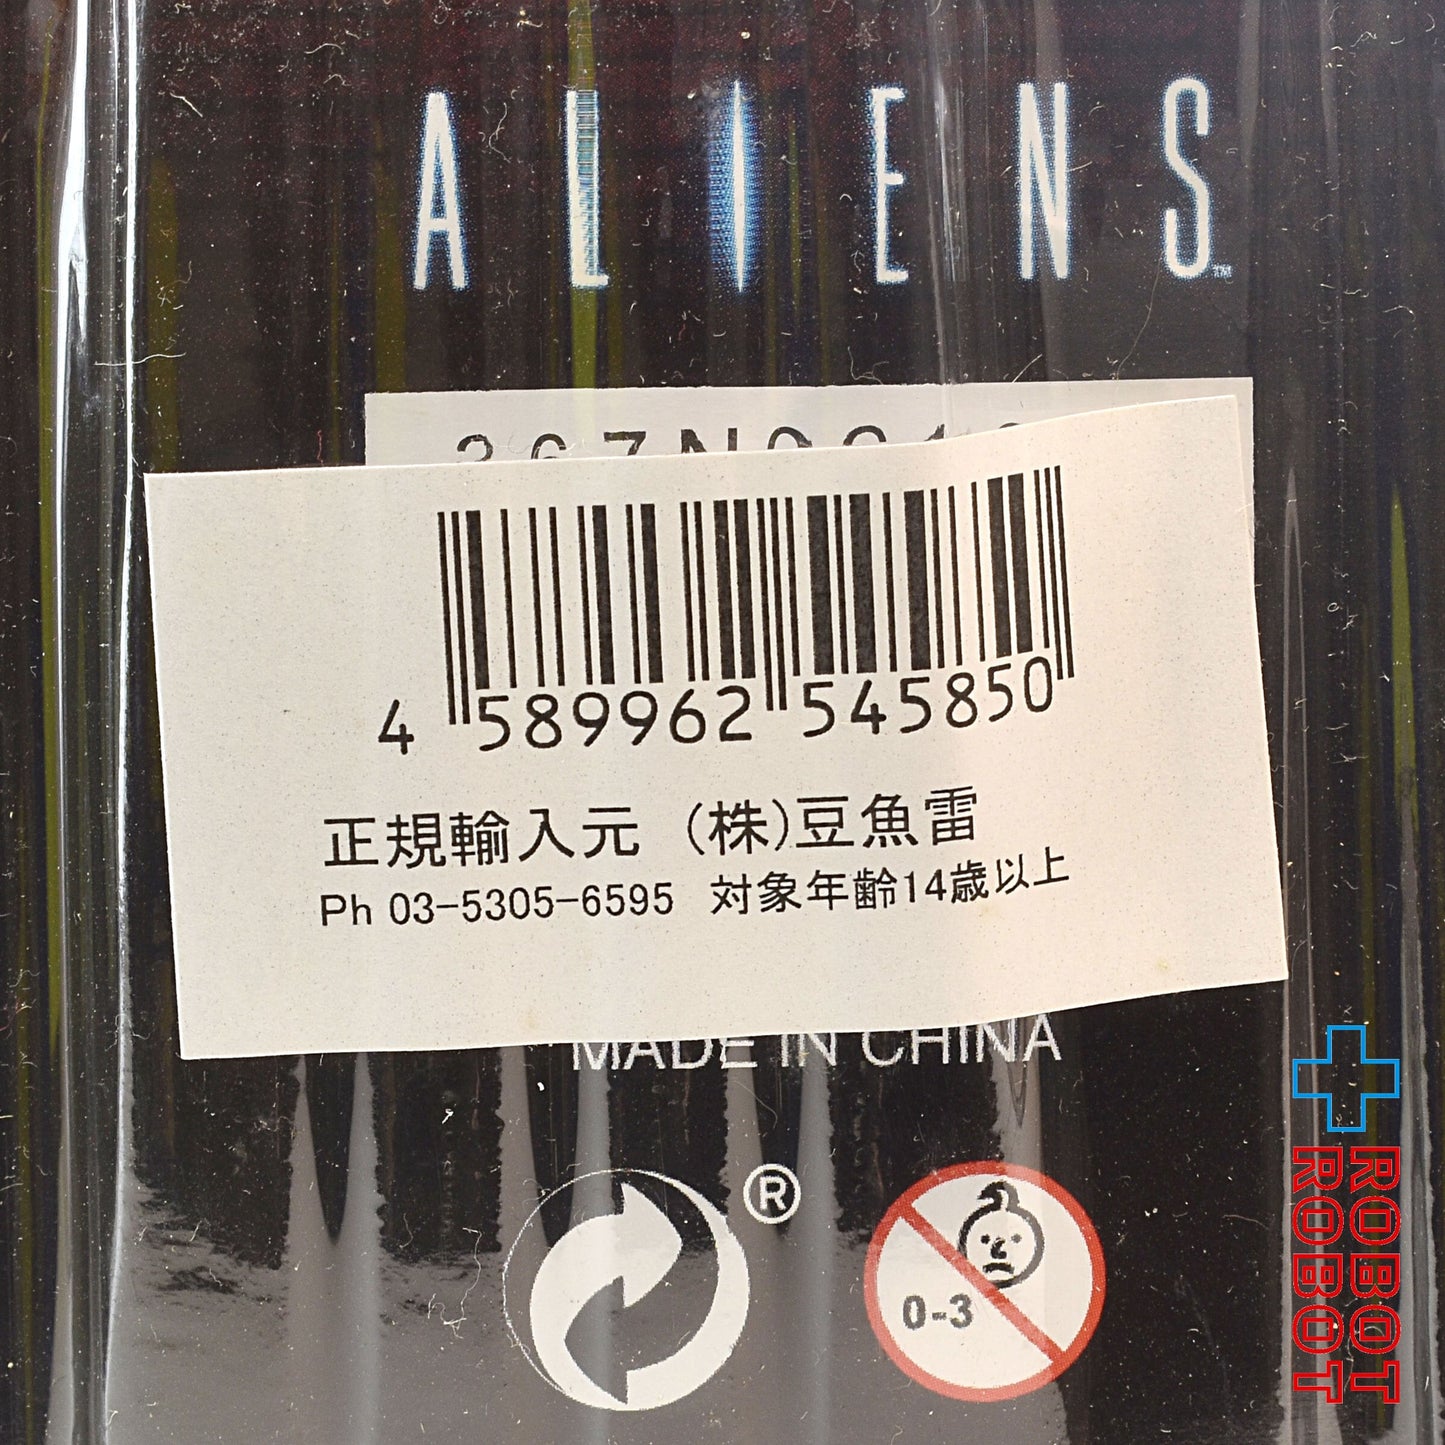 ALIENS™
4 589962 545850
正規輸入元 (株)豆魚雷
Ph 03-5305-6595 対象年齢14歳以上
MADE IN CHINA
®
0-3
ROBOT
ROBOT